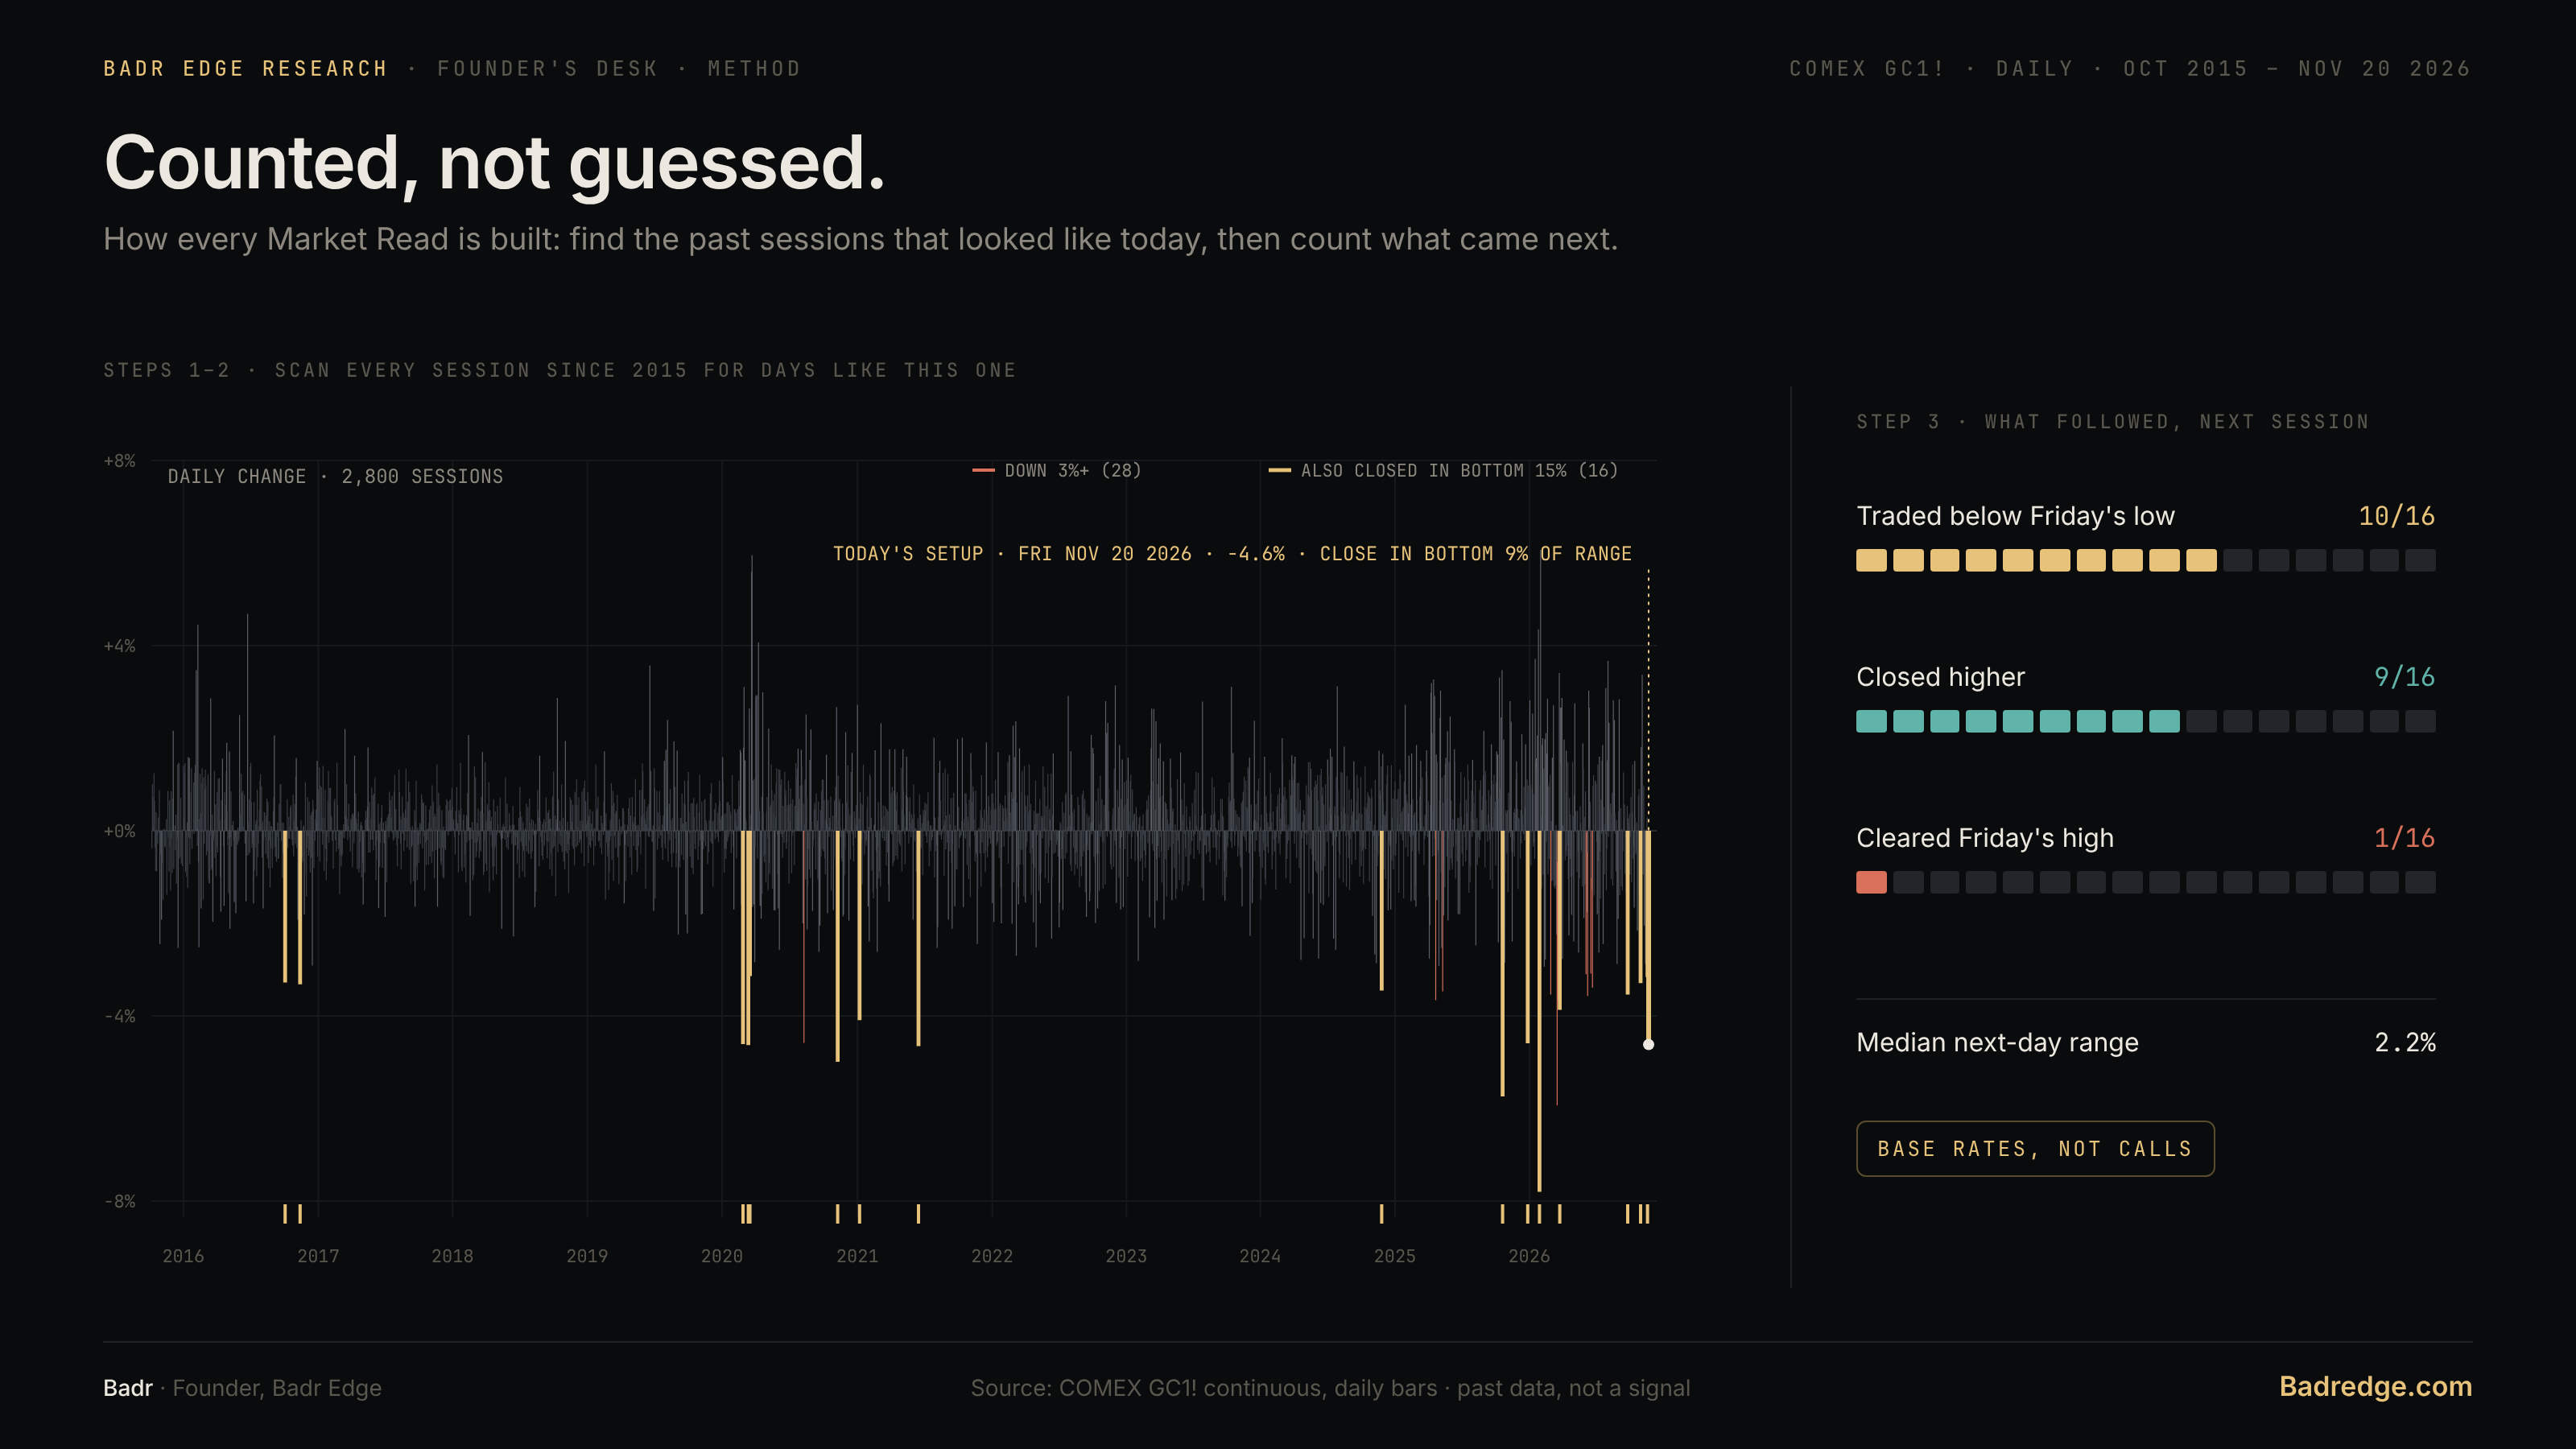 BADR EDGE RESEARCH · FOUNDER'S DESK · METHOD
COMEX GC1! · DAILY · OCT 2015 – NOV 20 2026
Counted, not guessed.
How every Market Read is built: find the past sessions that looked like today, then count what came next.
STEPS 1–2 · SCAN EVERY SESSION SINCE 2015 FOR DAYS LIKE THIS ONE
+8%
DAILY CHANGE · 2,800 SESSIONS
DOWN 3%+ (28)
ALSO CLOSED IN BOTTOM 15% (16)
TODAY'S SETUP · FRI NOV 20 2026 · -4.6% · CLOSE IN BOTTOM 9% OF RANGE
+4%
+0%
-4%
-8%
2016 2017 2018 2019 2020 2021 2022 2023 2024 2025 2026
STEP 3 · WHAT FOLLOWED, NEXT SESSION
Traded below Friday's low 10/16
Closed higher 9/16
Cleared Friday's high 1/16
Median next-day range 2.2%
BASE RATES, NOT CALLS
Badr · Founder, Badr Edge
Source: COMEX GC1! continuous, daily bars · past data, not a signal
Badredge.com